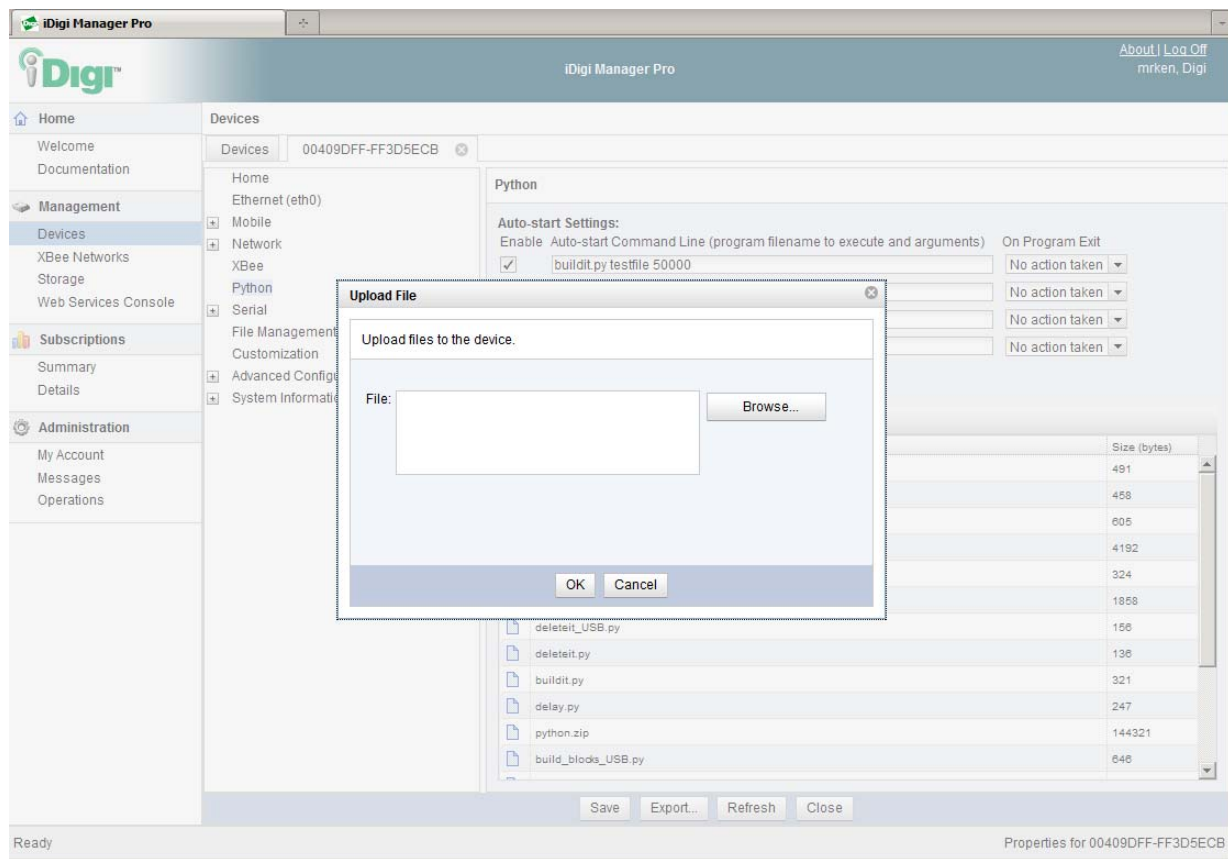 iDigi Manager Pro
iDigi™
iDigi Manager Pro
About | Log Off
mrken, Digi
Home
Welcome
Documentation
Management
Devices
XBee Networks
Storage
Web Services Console
Subscriptions
Summary
Details
Administration
My Account
Messages
Operations
Devices
Devices
00409DFF-FF3D5ECB
Home
Ethernet (eth0)
Mobile
Network
XBee
Python
Serial
File Management
Customization
Advanced Configu
System Informatio
Python
Auto-start Settings:
Enable Auto-start Command Line (program filename to execute and arguments) On Program Exit
buildit.py testfile 50000 No action taken
No action taken
No action taken
No action taken
Upload File
Upload files to the device.
File:
Browse...
OK Cancel
Size (bytes)
491
458
605
4192
324
1858
deleteit_USB.py 156
deleteit.py 136
buildit.py 321
delay.py 247
python.zip 144321
build_blocks_USB.py 646
Save Export... Refresh Close
Ready
Properties for 00409DFF-FF3D5ECB